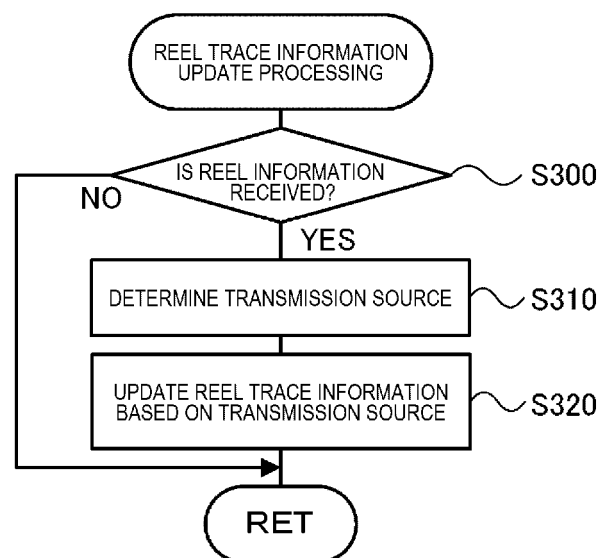 REEL TRACE INFORMATION
UPDATE PROCESSING
IS REEL INFORMATION
RECEIVED?
S300
NO
YES
DETERMINE TRANSMISSION SOURCE
S310
UPDATE REEL TRACE INFORMATION
BASED ON TRANSMISSION SOURCE
S320
RET